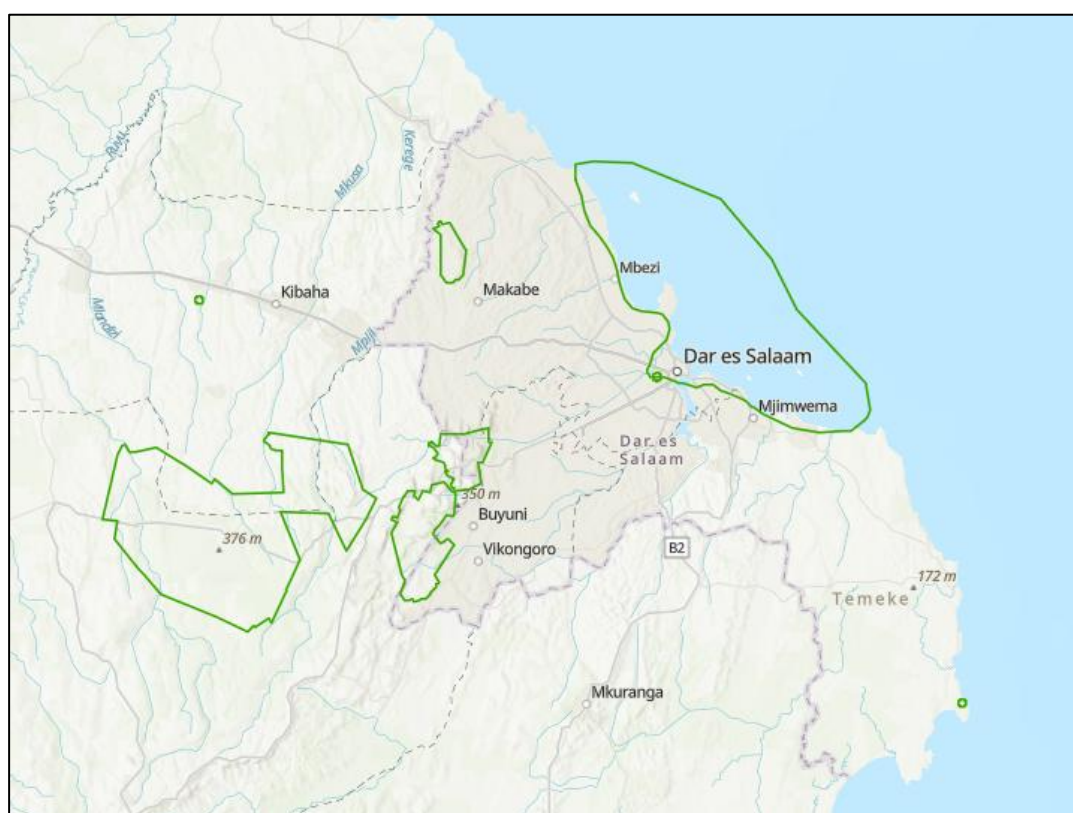 Ruvu
Kerege
Mkusa
Mbezi
Makabe
Kibaha
Mpiji
Dar es Salaam
Mjimwema
Dar es
Salaam
350 m
Buyuni
376 m
Vikongoro
B2
172 m
Temeke
Mkuranga